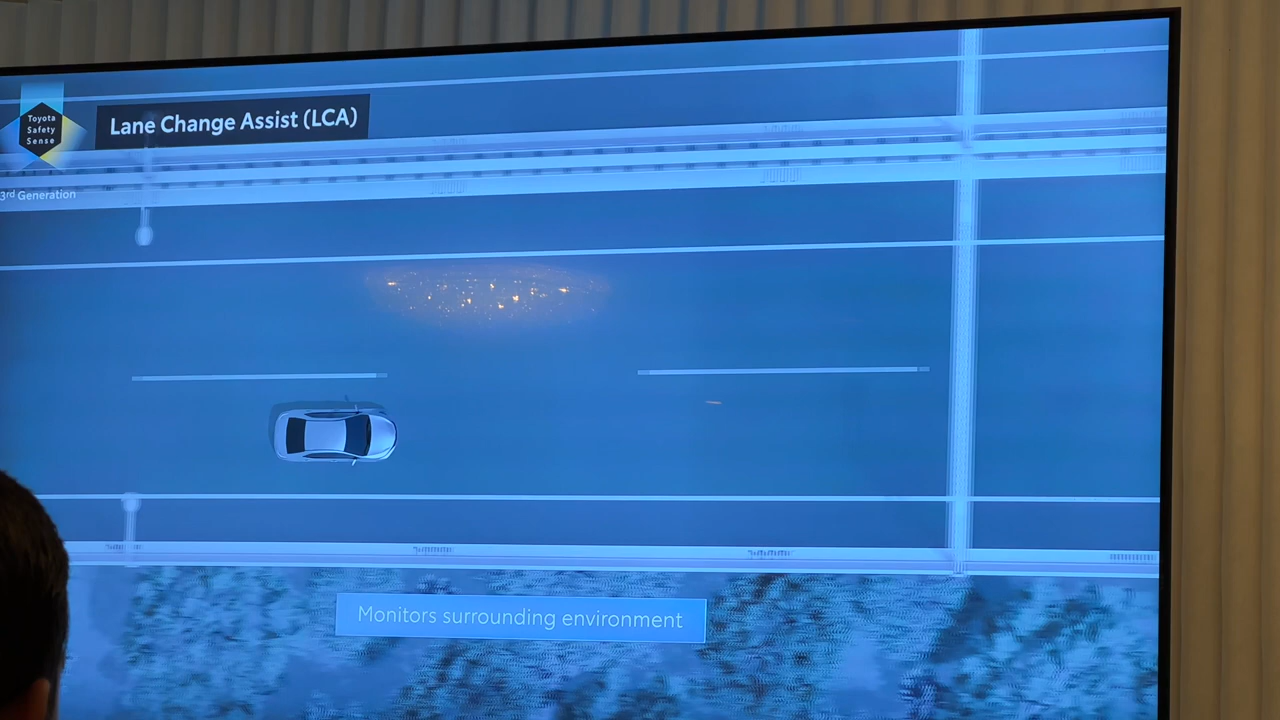 Toyota
Safety
Sense
Lane Change Assist (LCA)
3rd Generation
Monitors surrounding environment